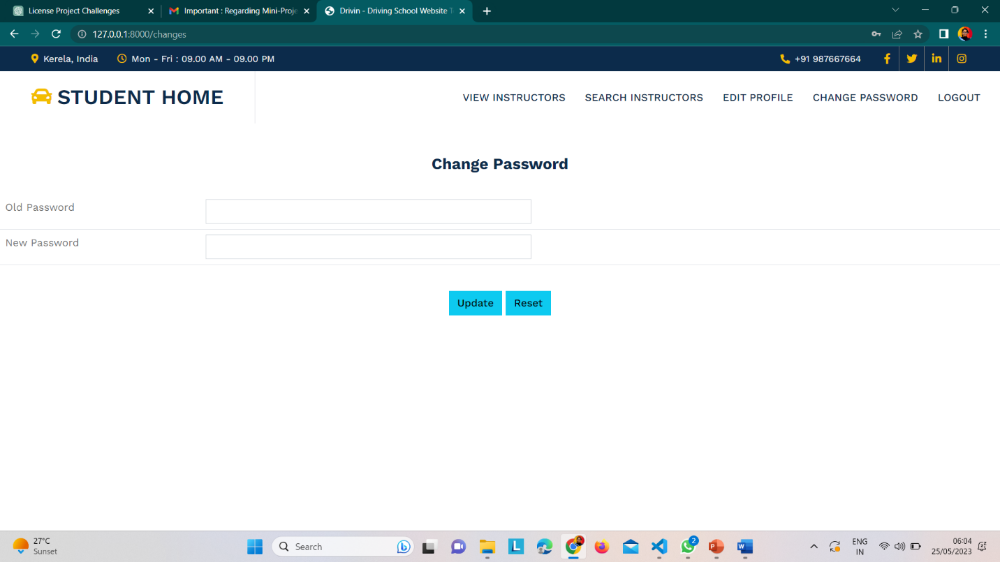 License Project Challenges
Important : Regarding Mini-Proje
Drivin - Driving School Website T
127.0.0.1:8000/changes
Kerela, India
Mon - Fri : 09.00 AM - 09.00 PM
+91 987667664
STUDENT HOME
VIEW INSTRUCTORS
SEARCH INSTRUCTORS
EDIT PROFILE
CHANGE PASSWORD
LOGOUT
Change Password
Old Password
New Password
Update
Reset
27°C
Sunset
Search
2
ENG
IN
06:04
25/05/2023